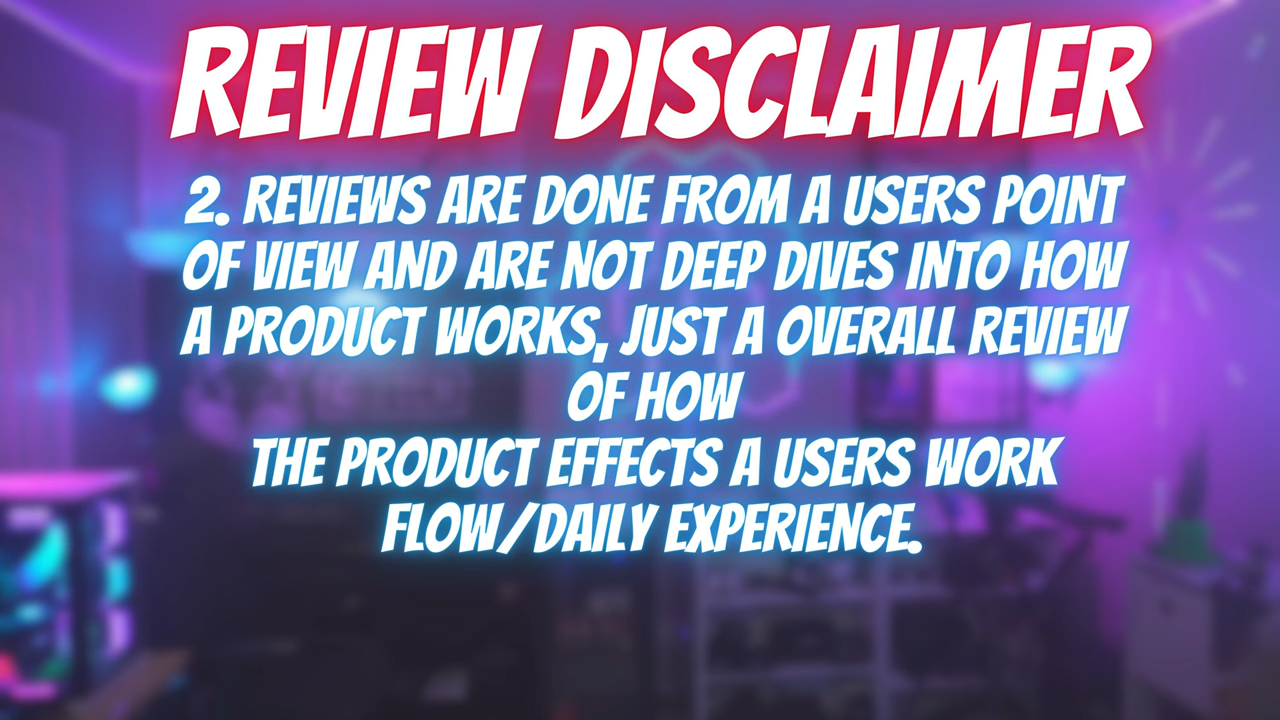 REVIEW DISCLAIMER
2. REVIEWS ARE DONE FROM A USERS POINT
OF VIEW AND ARE NOT DEEP DIVES INTO HOW
A PRODUCT WORKS, JUST A OVERALL REVIEW
OF HOW
THE PRODUCT EFFECTS A USERS WORK
FLOW/DAILY EXPERIENCE.